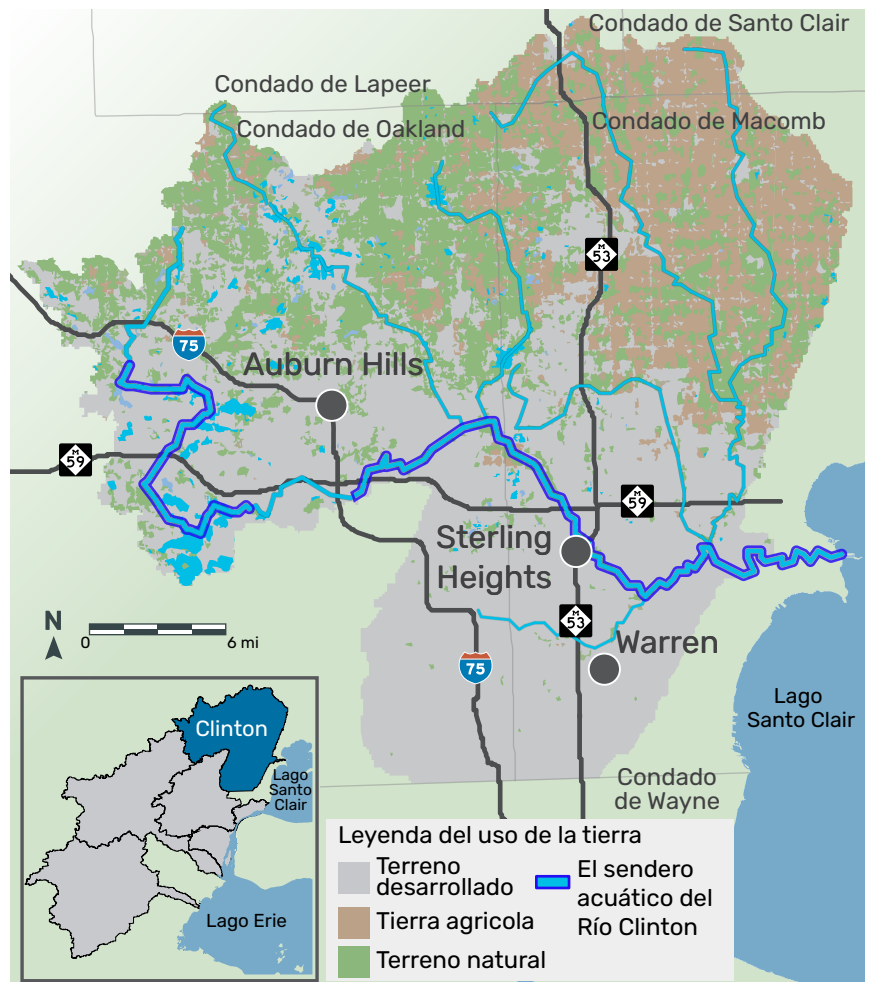 Condado de Santo Clair
Condado de Lapeer
Condado de Oakland
Condado de Macomb
M
53
75
Auburn Hills
M
59
M
59
Sterling
Heights
M
53
N
0
6 mi
Warren
75
Lago
Santo Clair
Clinton
Lago
Santo
Clair
Lago Erie
Condado
de Wayne
Leyenda del uso de la tierra
Terreno
desarrollado
Tierra agricola
Terreno natural
El sendero
acuático del
Río Clinton